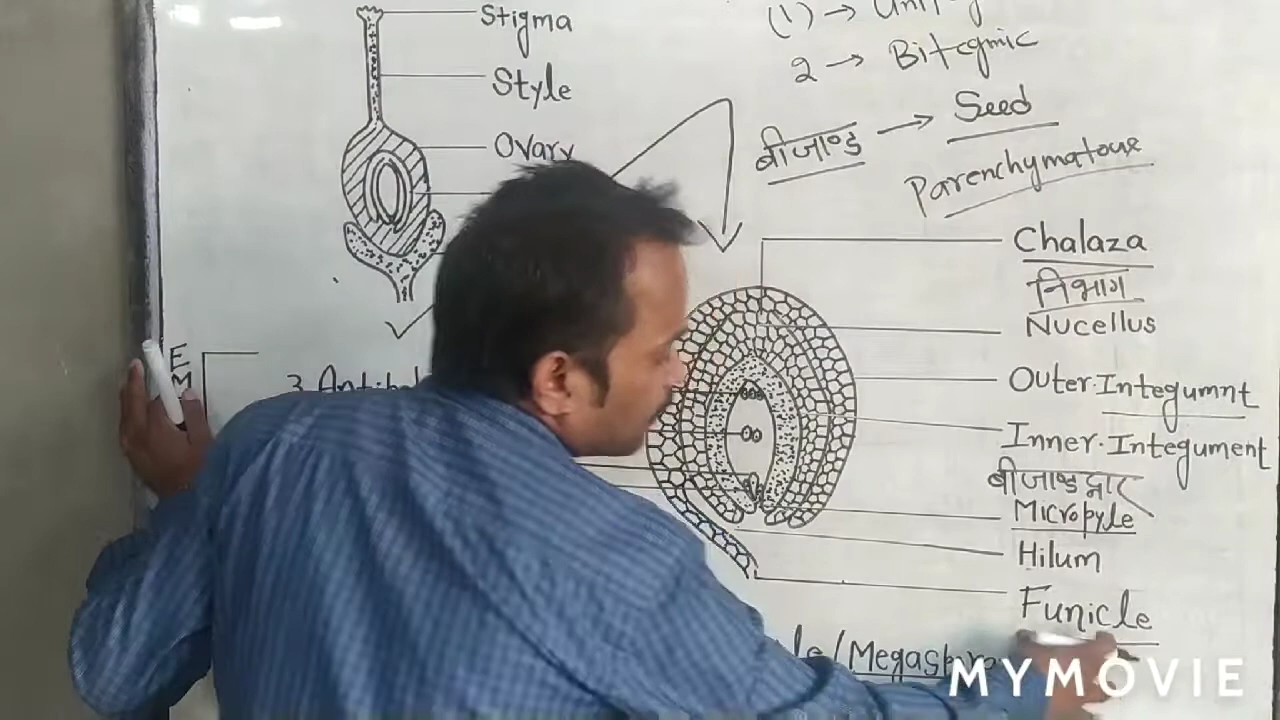 Stigma
Style
Ovary
(1) →
2 → Bitegmic
बीजाण्ड → Seed
Parenchymatous
Chalaza
निभाग
Nucellus
Outer.Integumnt
Inner.Integument
बीजाण्डद्वार
Micropyle
Hilum
Funicle
E
M
3
MYMOVIE